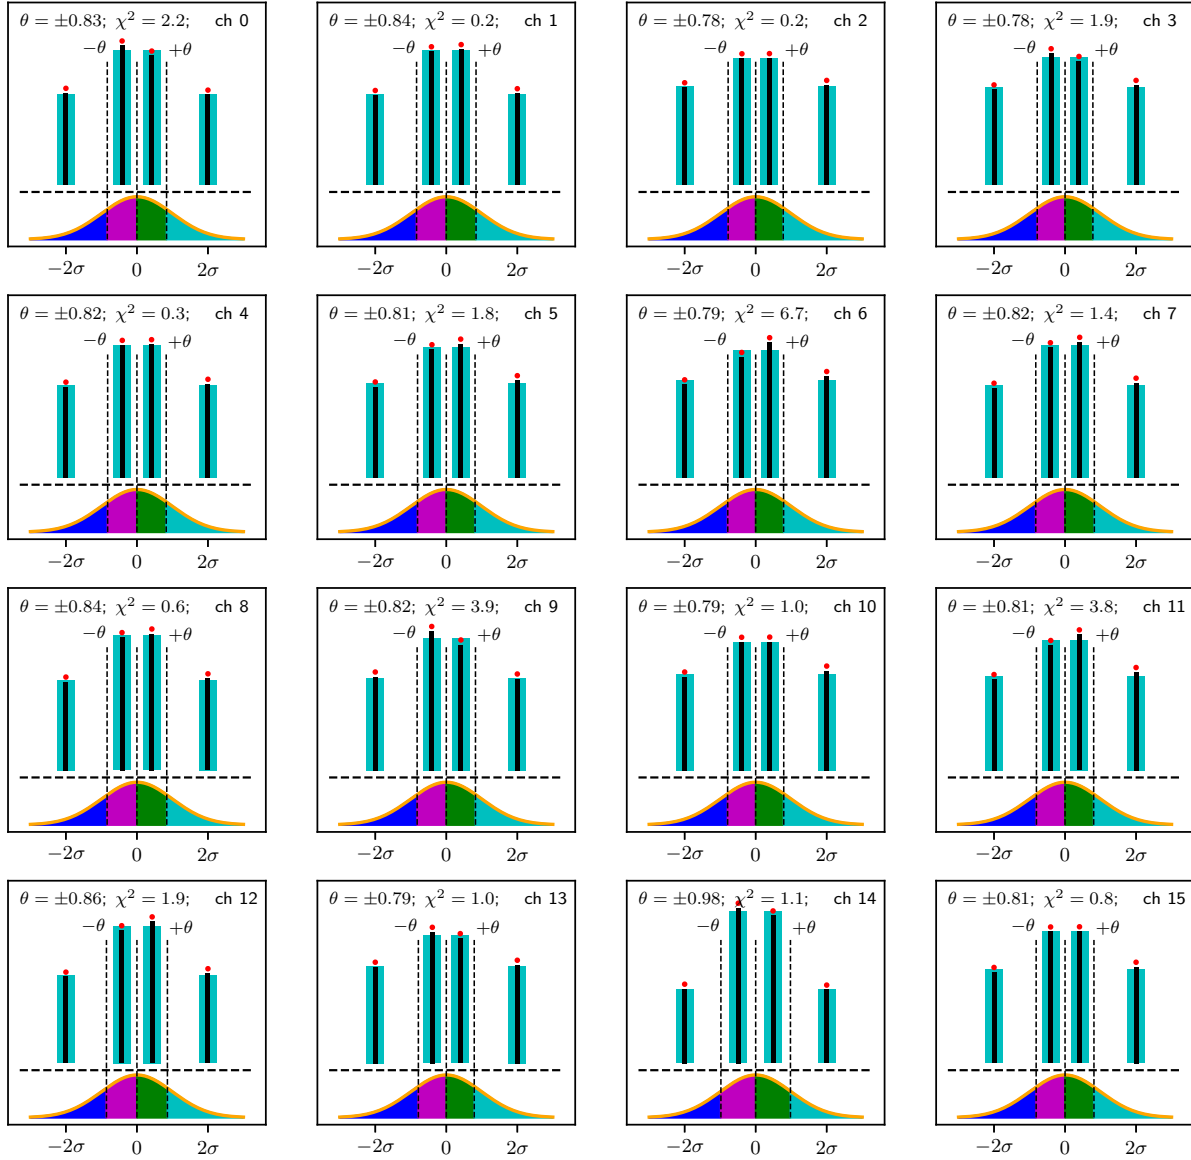 θ = ±0.83; χ² = 2.2; ch 0
−θ +θ
−2σ 0 2σ
θ = ±0.84; χ² = 0.2; ch 1
−θ +θ
−2σ 0 2σ
θ = ±0.78; χ² = 0.2; ch 2
−θ +θ
−2σ 0 2σ
θ = ±0.78; χ² = 1.9; ch 3
−θ +θ
−2σ 0 2σ
θ = ±0.82; χ² = 0.3; ch 4
−θ +θ
−2σ 0 2σ
θ = ±0.81; χ² = 1.8; ch 5
−θ +θ
−2σ 0 2σ
θ = ±0.79; χ² = 6.7; ch 6
−θ +θ
−2σ 0 2σ
θ = ±0.82; χ² = 1.4; ch 7
−θ +θ
−2σ 0 2σ
θ = ±0.84; χ² = 0.6; ch 8
−θ +θ
−2σ 0 2σ
θ = ±0.82; χ² = 3.9; ch 9
−θ +θ
−2σ 0 2σ
θ = ±0.79; χ² = 1.0; ch 10
−θ +θ
−2σ 0 2σ
θ = ±0.81; χ² = 3.8; ch 11
−θ +θ
−2σ 0 2σ
θ = ±0.86; χ² = 1.9; ch 12
−θ +θ
−2σ 0 2σ
θ = ±0.79; χ² = 1.0; ch 13
−θ +θ
−2σ 0 2σ
θ = ±0.98; χ² = 1.1; ch 14
−θ +θ
−2σ 0 2σ
θ = ±0.81; χ² = 0.8; ch 15
−θ +θ
−2σ 0 2σ